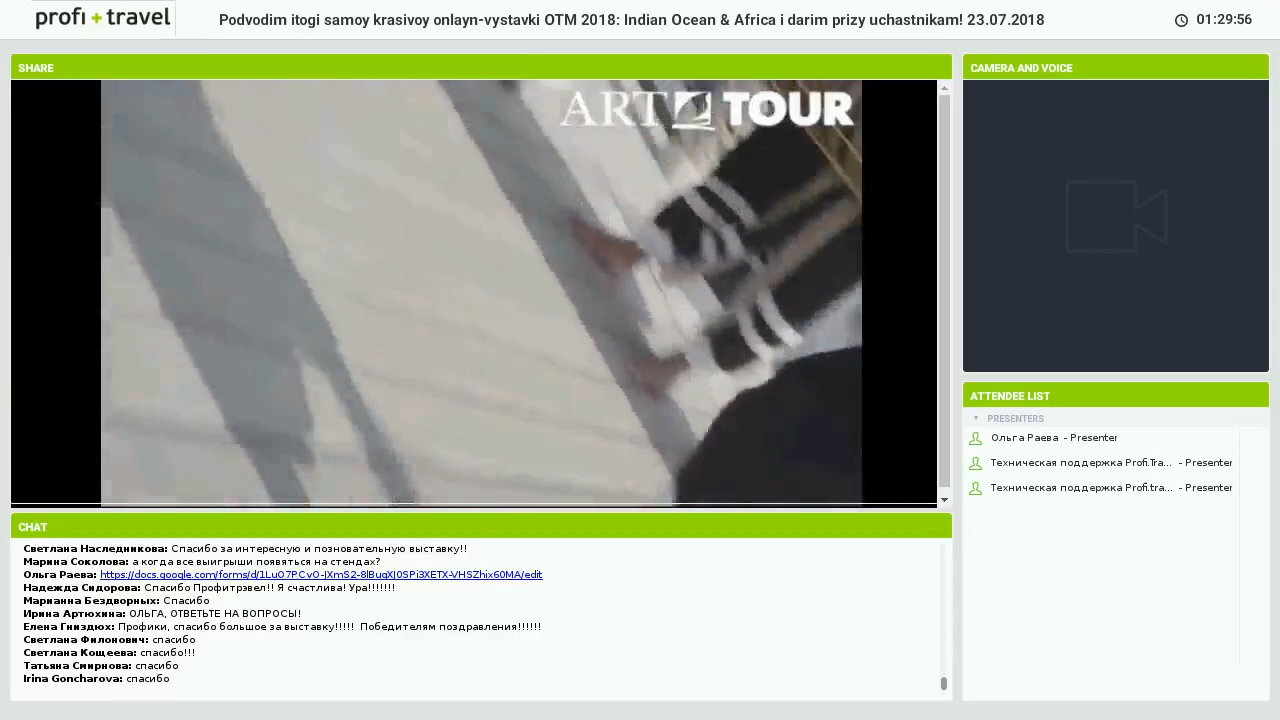 profi + travel
Podvodim itogi samoy krasivoy onlayn-vystavki OTM 2018: Indian Ocean & Africa i darim prizy uchastnikam! 23.07.2018
01:29:56
SHARE
ART TOUR
CAMERA AND VOICE
ATTENDEE LIST
PRESENTERS
Ольга Раева - Presenter
Техническая поддержка Profi.Tra... - Presenter
Техническая поддержка Profi.tra... - Presenter
CHAT
Светлана Наследникова: Спасибо за интересную и позновательную выставку!!
Марина Соколова: а когда все выигрыши появяться на стендах?
Ольга Раева: https://docs.google.com/forms/d/1LuO7PCvO-JXmS2-8lBuqXJ0SPi3XETX-VHSZhix60MA/edit
Надежда Сидорова: Спасибо Профитрэвел!! Я счастлива! Ура!!!!!!!
Марианна Бездворных: Спасибо
Ирина Артюхина: ОЛЬГА, ОТВЕТЬТЕ НА ВОПРОСЫ!
Елена Гниздюх: Профики, спасибо большое за выставку!!!!! Победителям поздравления!!!!!!
Светлана Филонович: спасибо
Светлана Кощеева: спасибо!!!
Татьяна Смирнова: спасибо
Irina Goncharova: спасибо